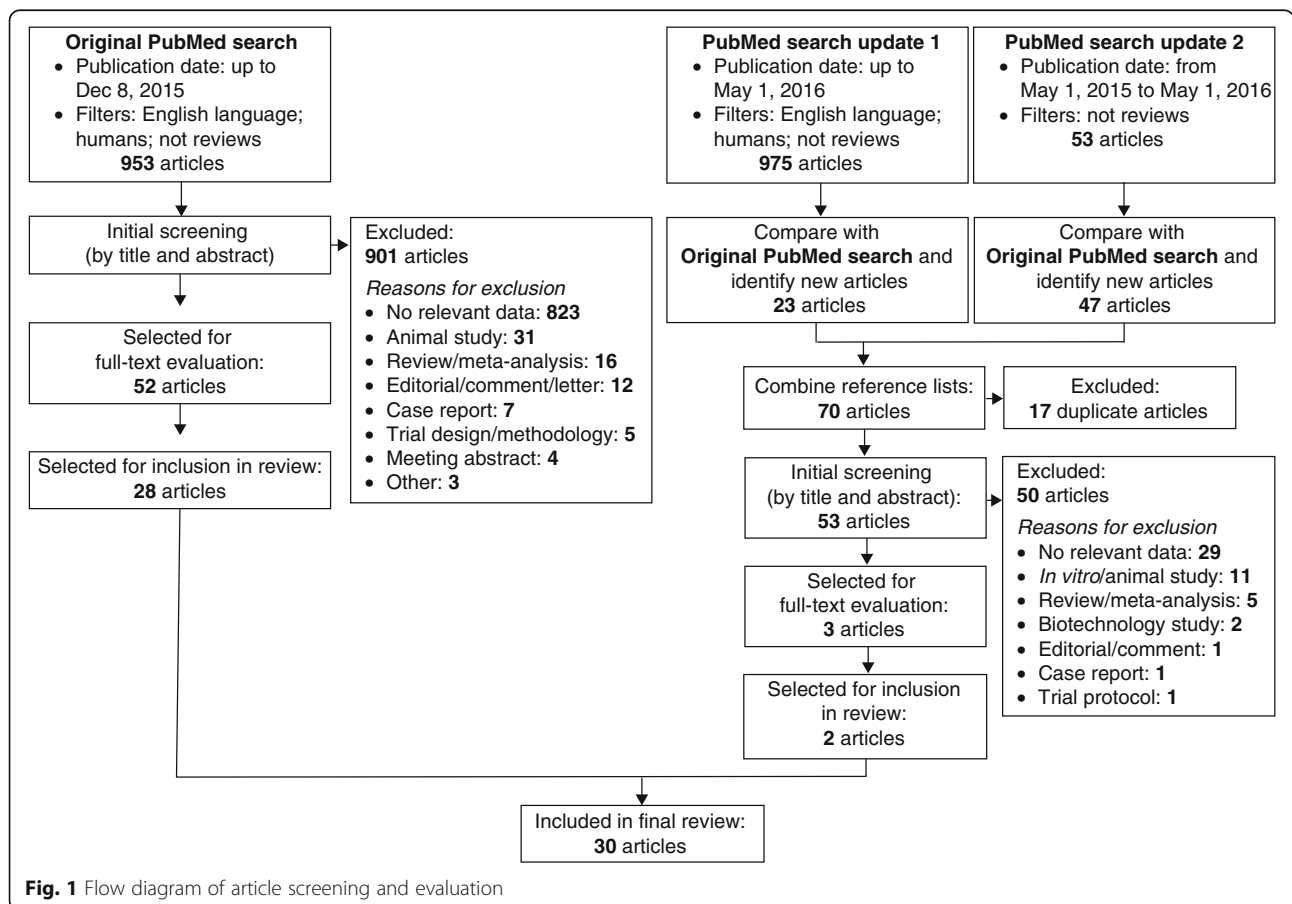 Original PubMed search
• Publication date: up to
Dec 8, 2015
• Filters: English language;
humans; not reviews
953 articles
Initial screening
(by title and abstract)
Excluded:
901 articles
Reasons for exclusion
• No relevant data: 823
• Animal study: 31
• Review/meta-analysis: 16
• Editorial/comment/letter: 12
• Case report: 7
• Trial design/methodology: 5
• Meeting abstract: 4
• Other: 3
Selected for
full-text evaluation:
52 articles
Selected for inclusion in review:
28 articles
PubMed search update 1
• Publication date: up to
May 1, 2016
• Filters: English language;
humans; not reviews
975 articles
PubMed search update 2
• Publication date: from
May 1, 2015 to May 1, 2016
• Filters: not reviews
53 articles
Compare with
Original PubMed search and
identify new articles
23 articles
Compare with
Original PubMed search and
identify new articles
47 articles
Combine reference lists:
70 articles
Excluded:
17 duplicate articles
Initial screening
(by title and abstract):
53 articles
Excluded:
50 articles
Reasons for exclusion
• No relevant data: 29
• In vitro/animal study: 11
• Review/meta-analysis: 5
• Biotechnology study: 2
• Editorial/comment: 1
• Case report: 1
• Trial protocol: 1
Selected for
full-text evaluation:
3 articles
Selected for inclusion
in review:
2 articles
Included in final review:
30 articles
Fig. 1 Flow diagram of article screening and evaluation